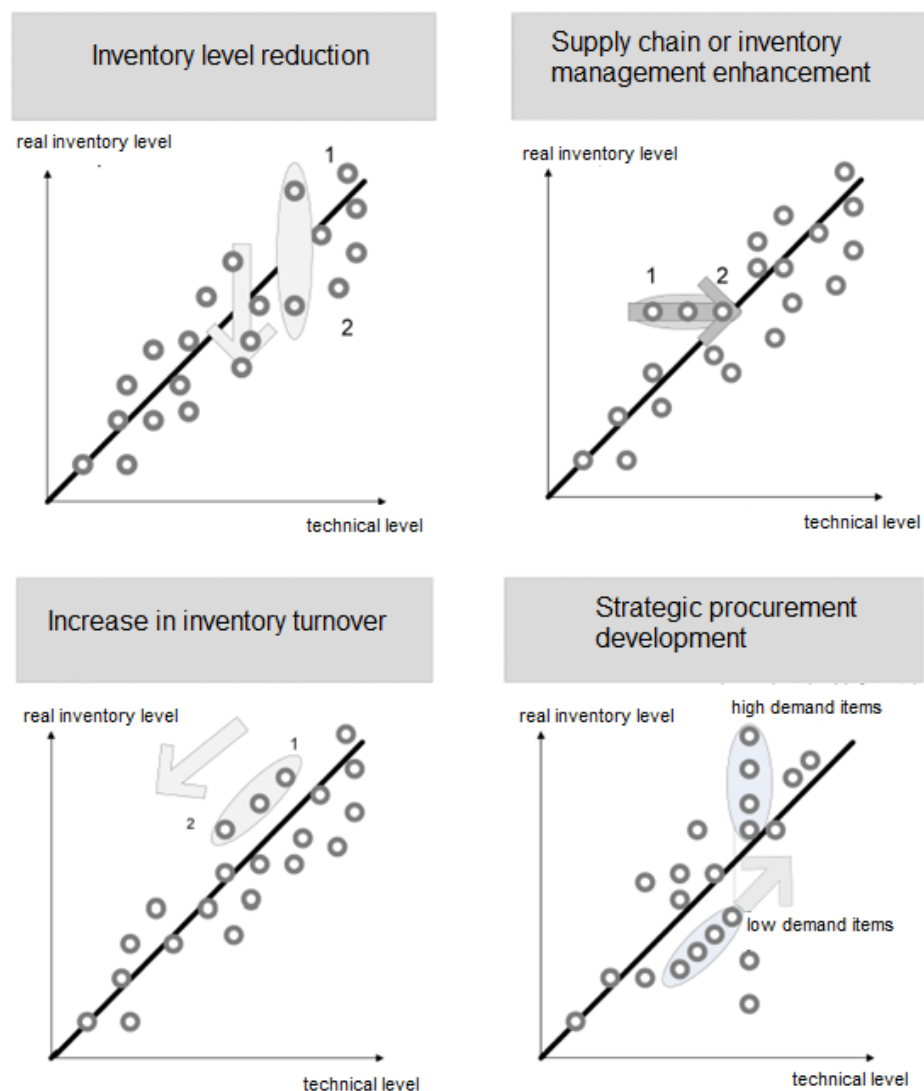 Inventory level reduction
Supply chain or inventory
management enhancement
real inventory level
1
2
technical level
real inventory level
1 2
technical level
Increase in inventory turnover
Strategic procurement
development
real inventory level
1
2
technical level
real inventory level
high demand items
low demand items
technical level